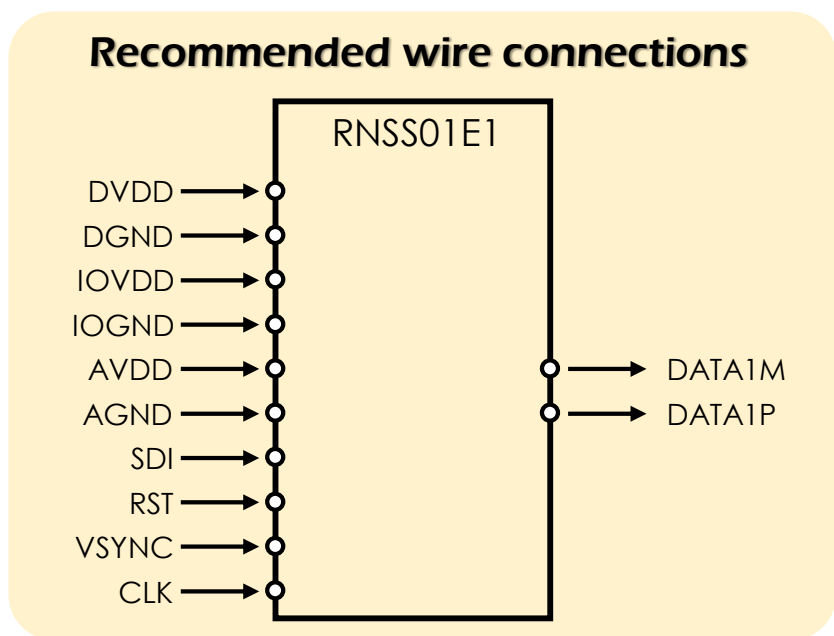 Recommended wire connections
RNSS01E1
DVDD
DGND
IOVDD
IOGND
AVDD
AGND
SDI
RST
VSYNC
CLK
DATA1M
DATA1P